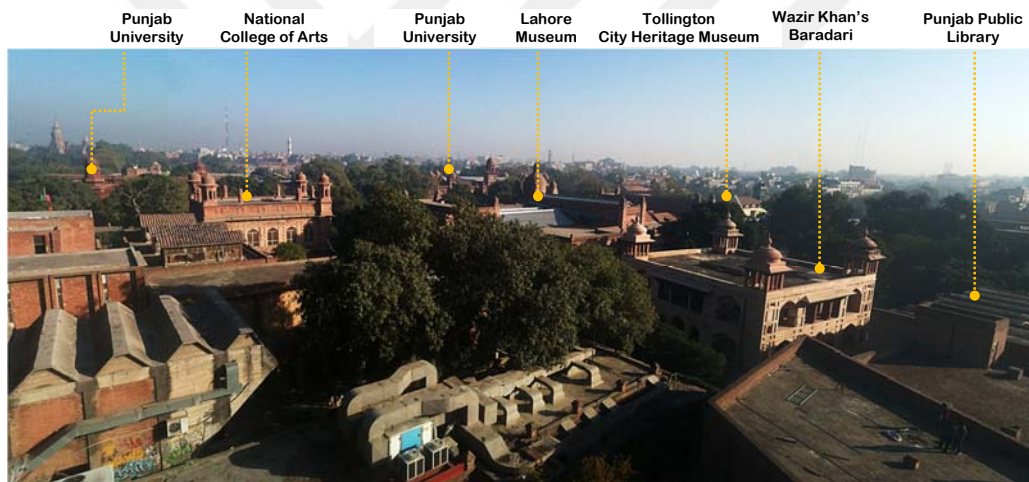 Punjab
University
National
College of Arts
Punjab
University
Lahore
Museum
Tollington
City Heritage Museum
Wazir Khan's
Baradari
Punjab Public
Library